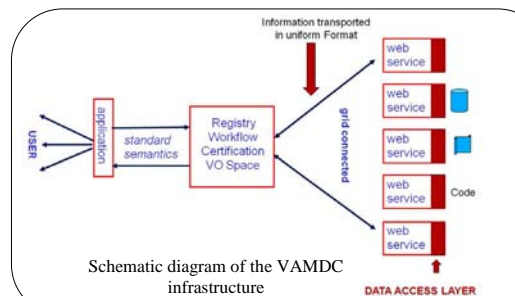 Information transported
in uniform Format
USER
application
standard
semantics
Registry
Workflow
Certification
VO Space
grid connected
web
service
web
service
web
service
web
service
Code
web
service
Schematic diagram of the VAMDC
infrastructure
DATA ACCESS LAYER